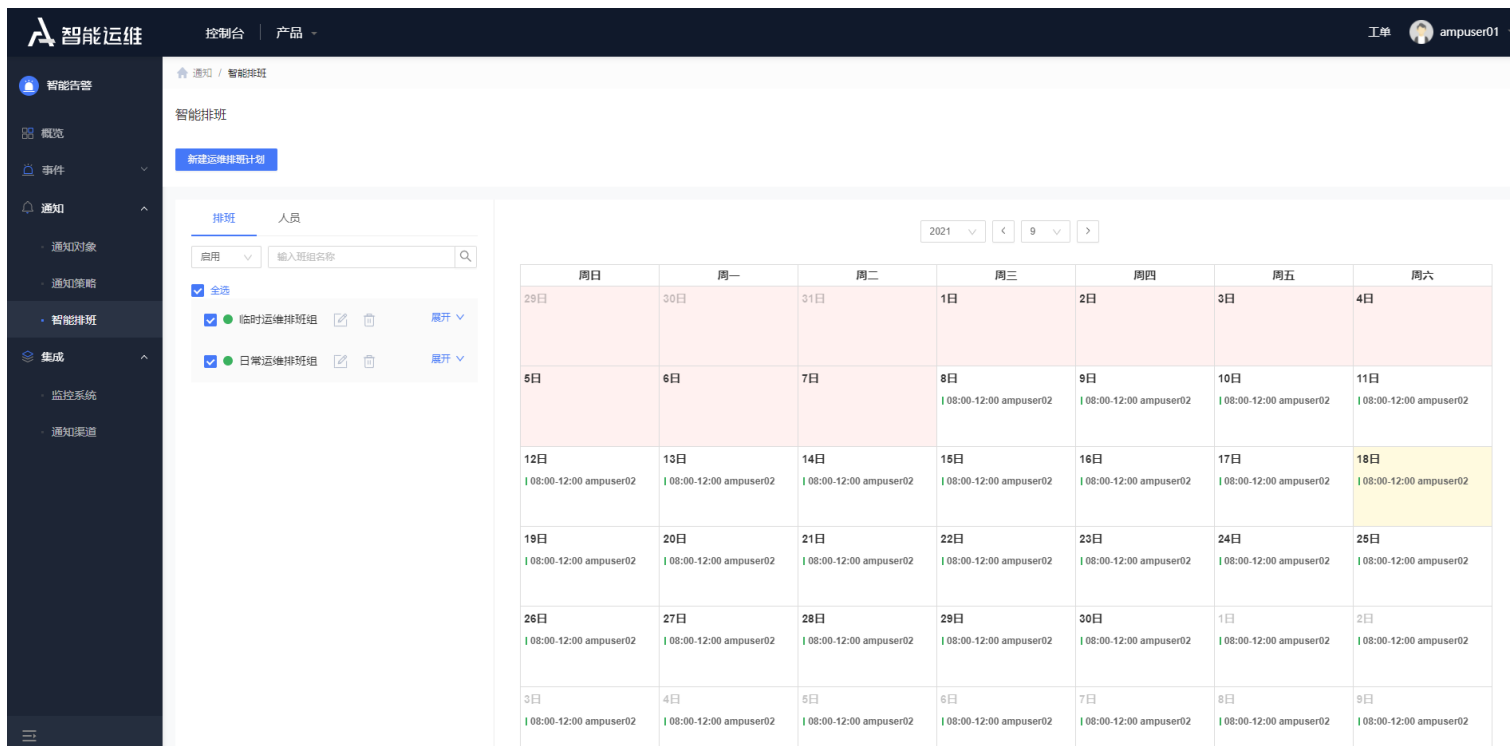 智能运维 控制台 产品 工单 ampuser01
智能告警
概览
事件
通知
通知对象
通知策略
智能排班
集成
监控系统
通知渠道
通知 / 智能排班
智能排班
新建运维排班计划
排班 人员
启用 输入班组名称
全选
临时运维排班组 展开
日常运维排班组 展开
2021 < 9 >
周日 周一 周二 周三 周四 周五 周六
29日 30日 31日 1日 2日 3日 4日
5日 6日 7日 8日 9日 10日 11日
08:00-12:00 ampuser02 08:00-12:00 ampuser02 08:00-12:00 ampuser02 08:00-12:00 ampuser02
12日 13日 14日 15日 16日 17日 18日
08:00-12:00 ampuser02 08:00-12:00 ampuser02 08:00-12:00 ampuser02 08:00-12:00 ampuser02 08:00-12:00 ampuser02 08:00-12:00 ampuser02 08:00-12:00 ampuser02
19日 20日 21日 22日 23日 24日 25日
08:00-12:00 ampuser02 08:00-12:00 ampuser02 08:00-12:00 ampuser02 08:00-12:00 ampuser02 08:00-12:00 ampuser02 08:00-12:00 ampuser02 08:00-12:00 ampuser02
26日 27日 28日 29日 30日 1日 2日
08:00-12:00 ampuser02 08:00-12:00 ampuser02 08:00-12:00 ampuser02 08:00-12:00 ampuser02 08:00-12:00 ampuser02 08:00-12:00 ampuser02 08:00-12:00 ampuser02
3日 4日 5日 6日 7日 8日 9日
08:00-12:00 ampuser02 08:00-12:00 ampuser02 08:00-12:00 ampuser02 08:00-12:00 ampuser02 08:00-12:00 ampuser02 08:00-12:00 ampuser02 08:00-12:00 ampuser02